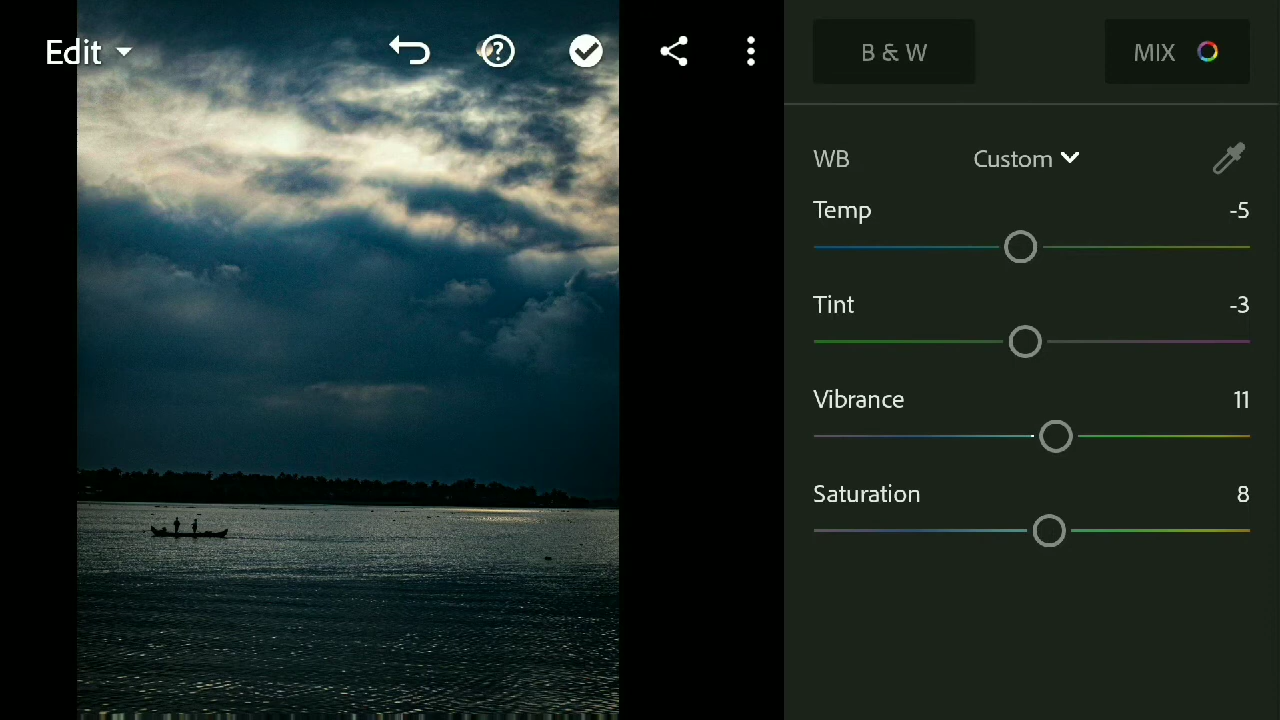 Edit
B & W
MIX
WB
Custom
Temp
-5
Tint
-3
Vibrance
11
Saturation
8